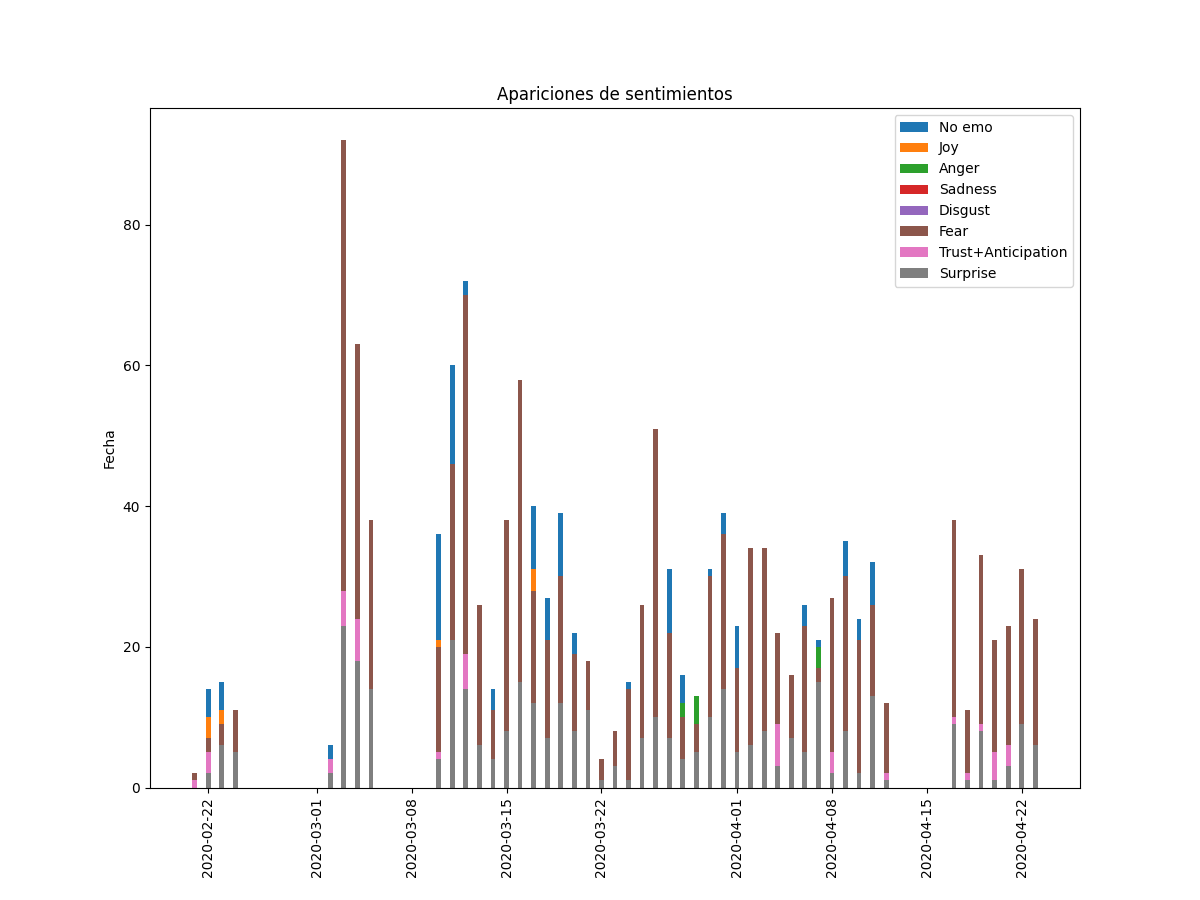 Apariciones de sentimientos
No emo
Joy
Anger
Sadness
Disgust
Fear
Trust+Anticipation
Surprise
Fecha
80
60
40
20
0
2020-02-22
2020-03-01
2020-03-08
2020-03-15
2020-03-22
2020-04-01
2020-04-08
2020-04-15
2020-04-22